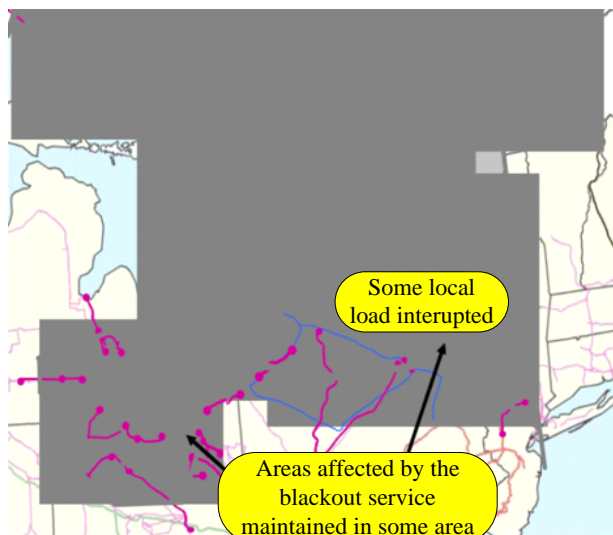 Some local
load interupted
Areas affected by the
blackout service
maintained in some area